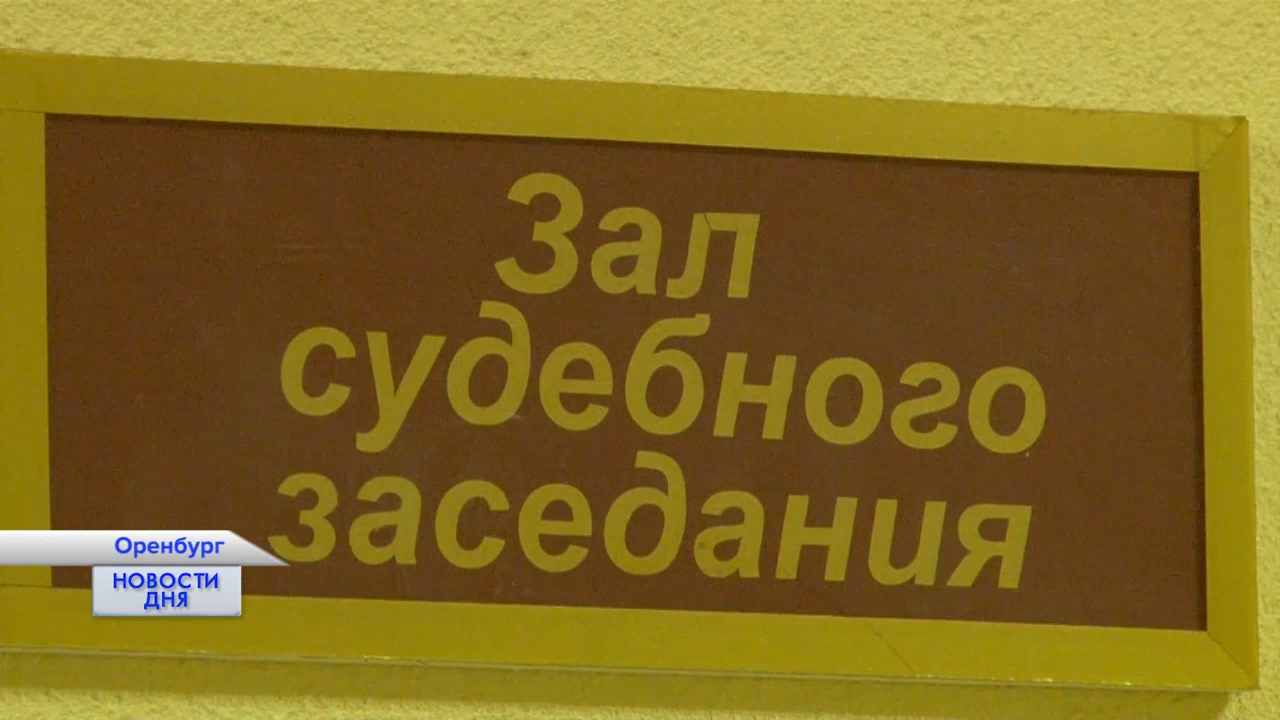 Зал
судебного
заседания
Оренбург
НОВОСТИ
ДНЯ